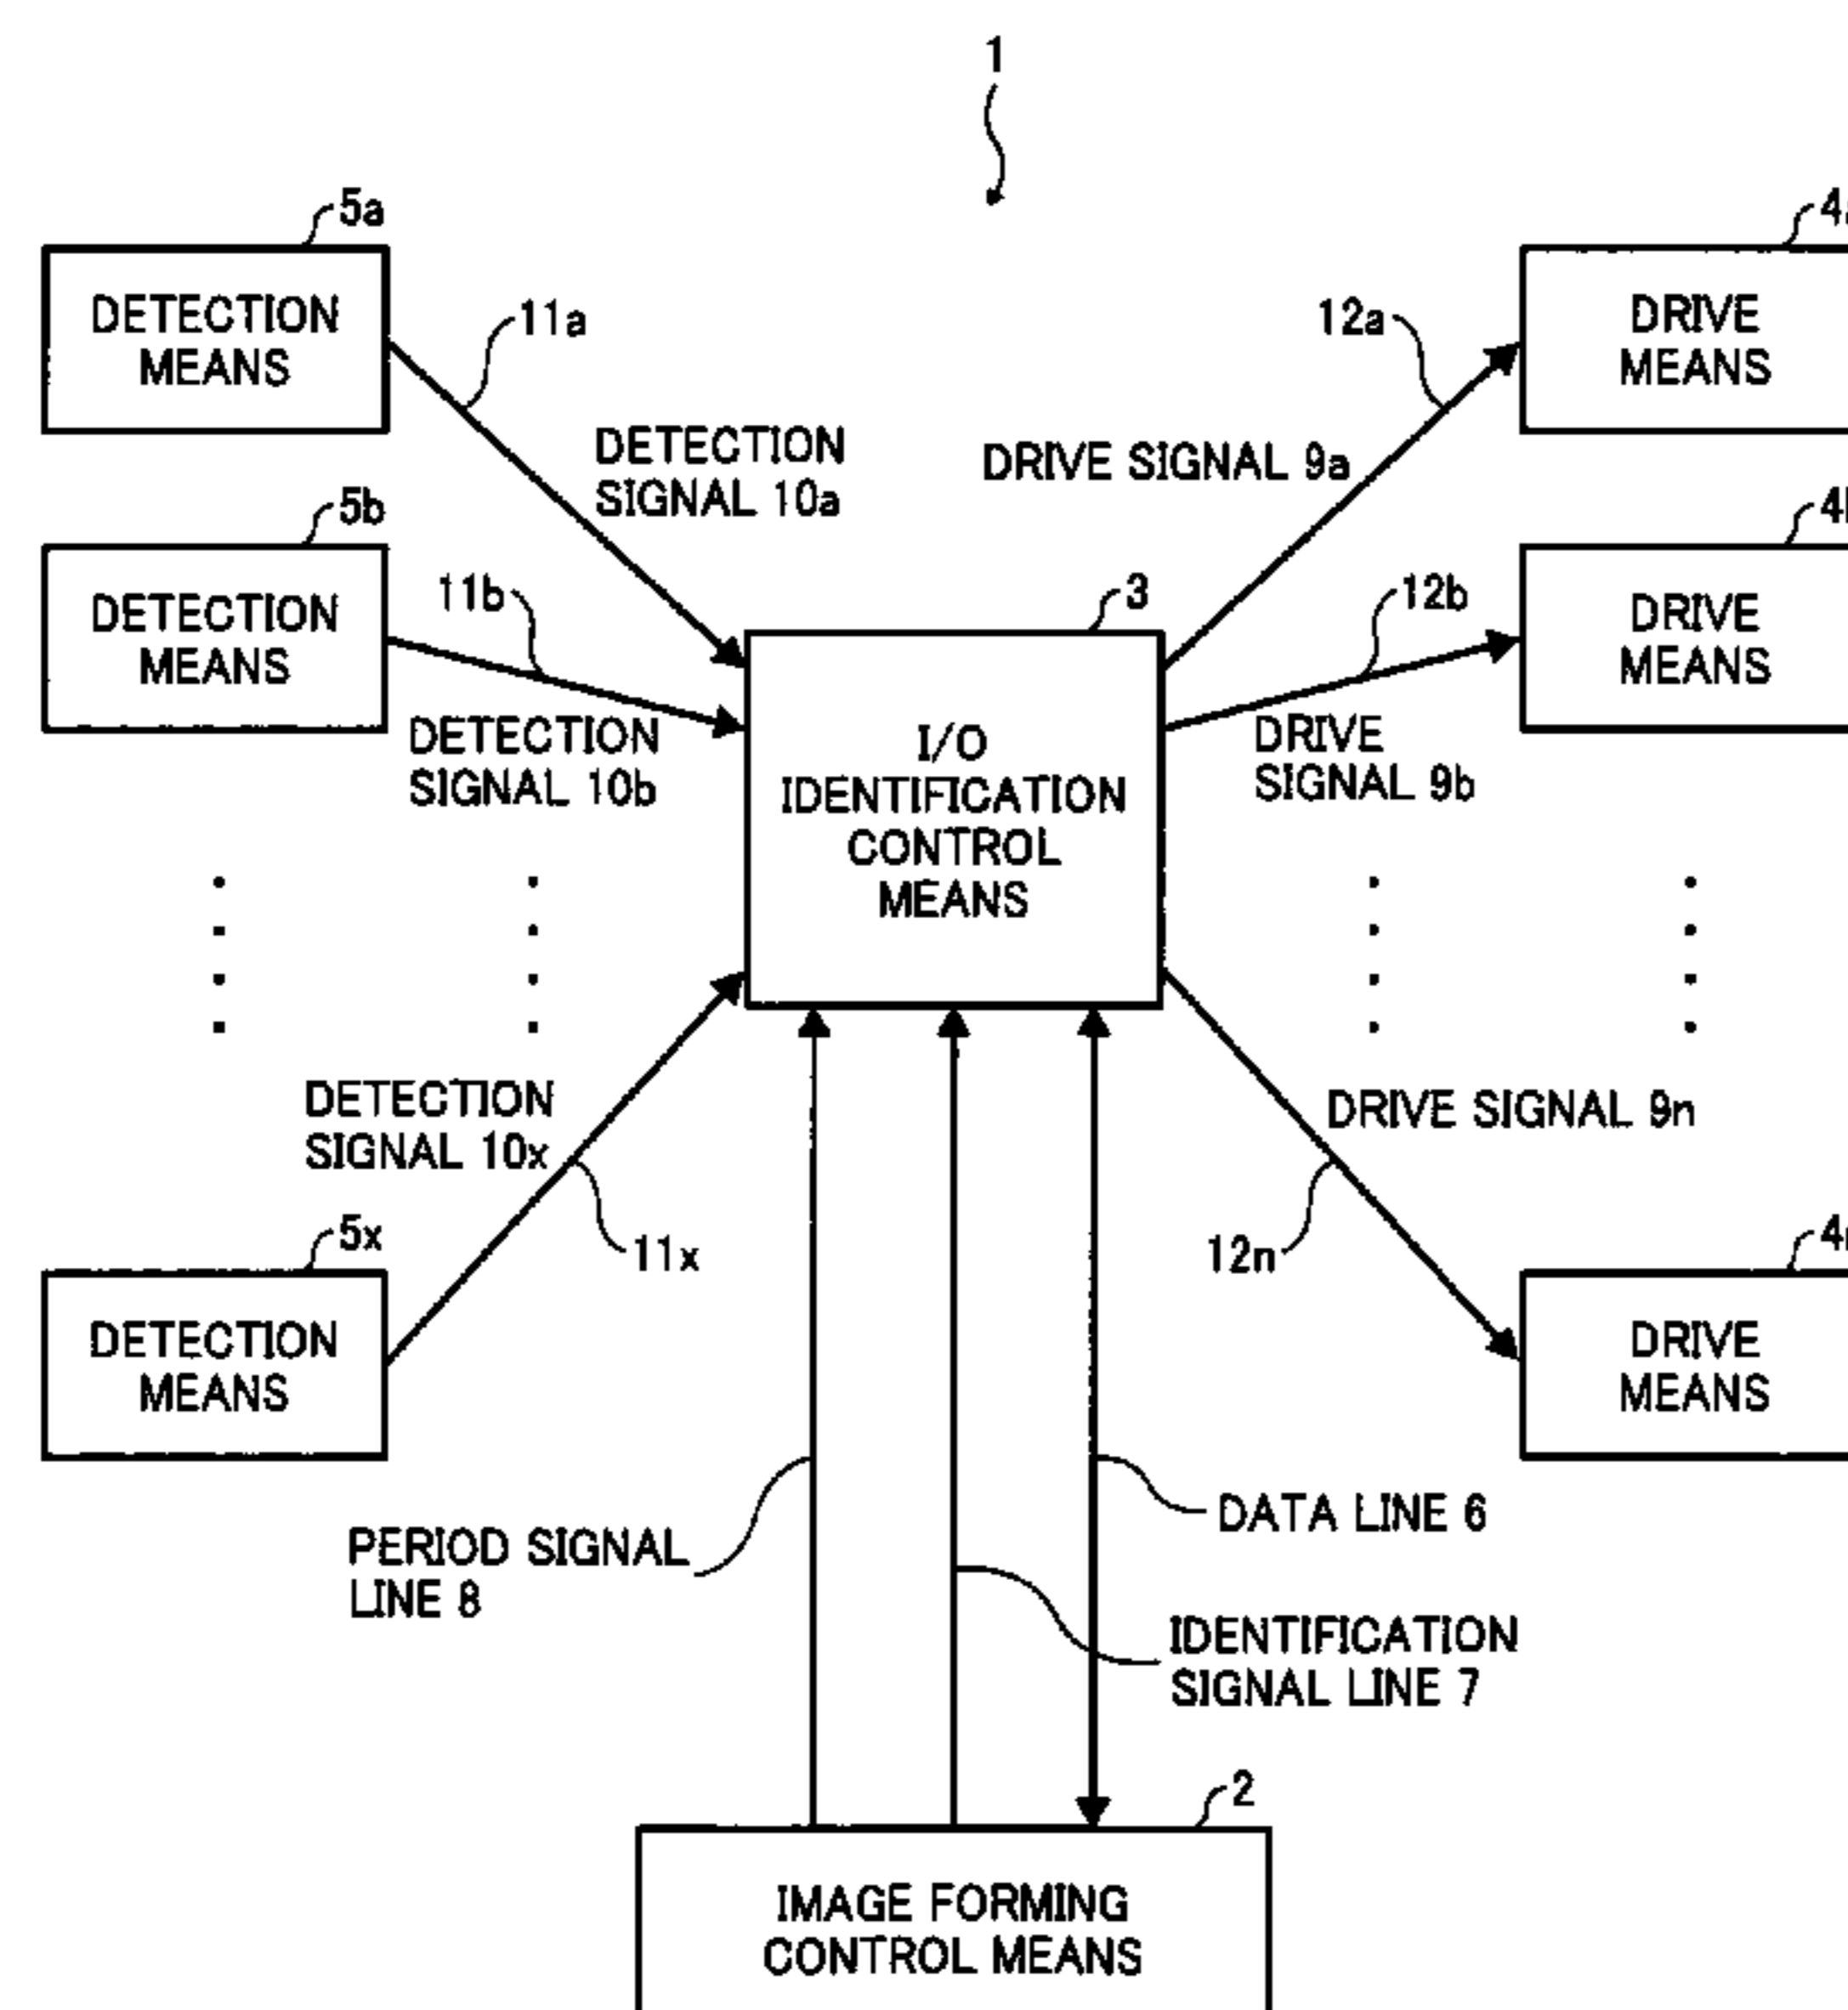 1
5a
DETECTION
MEANS
11a
DETECTION
SIGNAL 10a
12a
DRIVE SIGNAL 9a
DRIVE
MEANS
5b
DETECTION
MEANS
11b
DETECTION
SIGNAL 10b
3
I/O
IDENTIFICATION
CONTROL
MEANS
12b
DRIVE
SIGNAL 9b
DRIVE
MEANS
DETECTION
SIGNAL 10x
11x
5x
DETECTION
MEANS
DRIVE SIGNAL 9n
12n
DRIVE
MEANS
PERIOD SIGNAL
LINE 8
DATA LINE 6
IDENTIFICATION
SIGNAL LINE 7
2
IMAGE FORMING
CONTROL MEANS